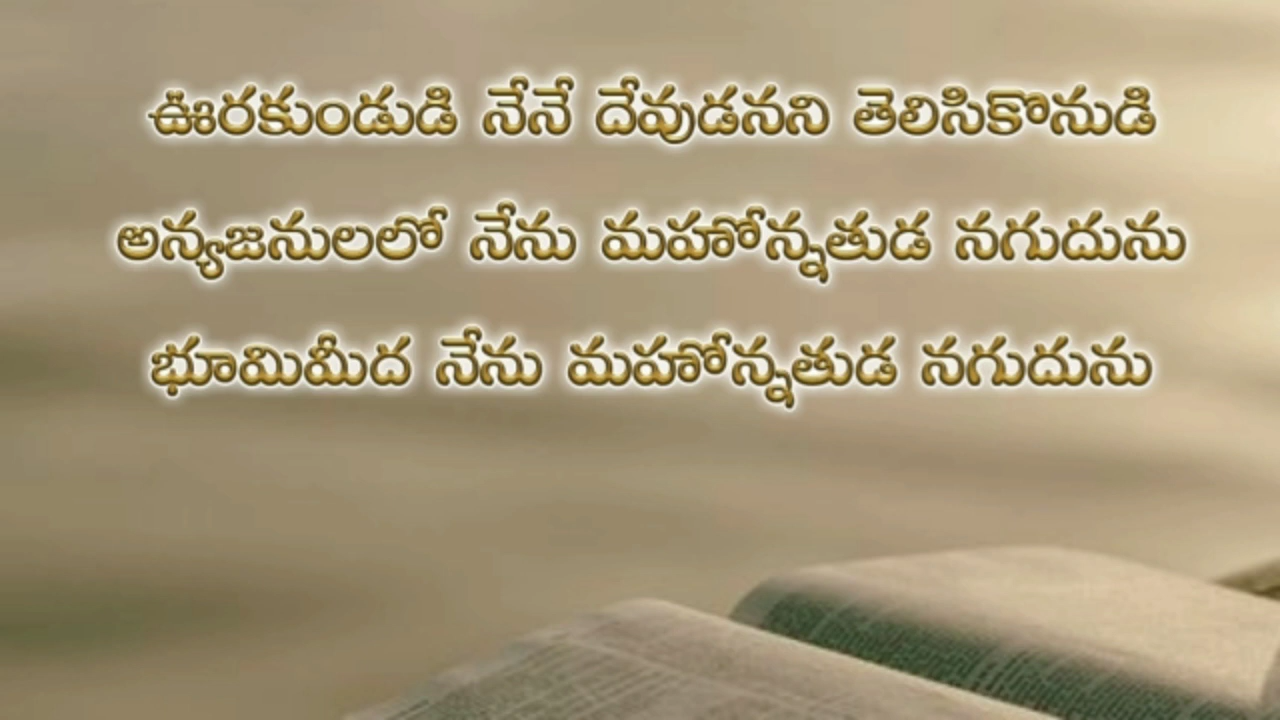 ఊరకుండుడి నేనే దేవుడనని తెలిసికొనుడి
అన్యజనులలో నేను మహోన్నతుడ నగుదును
భూమిమీద నేను మహోన్నతుడ నగుదును